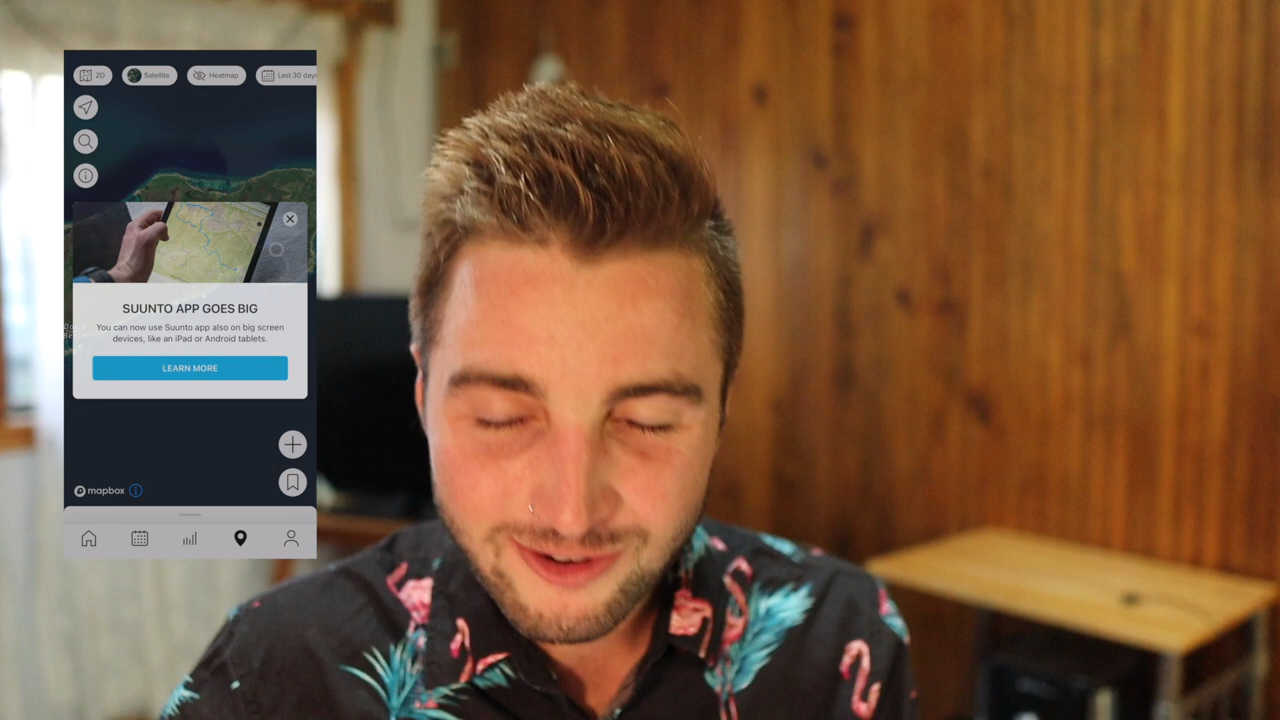 2D
Satellite
Heatmap
Last 30 days
SUUNTO APP GOES BIG
You can now use Suunto app also on big screen
devices, like an iPad or Android tablets.
LEARN MORE
mapbox